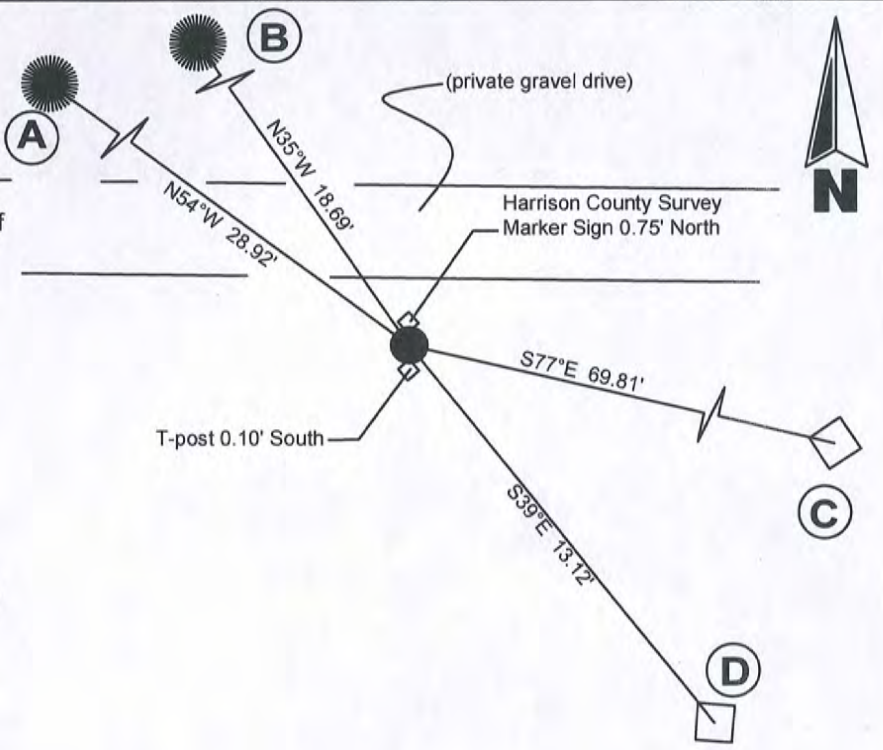 B
(private gravel drive)
A
N35°W 18.69'
N
N54°W 28.92'
Harrison County Survey
Marker Sign 0.75' North
f
S77°E 69.81'
T-post 0.10' South
C
S39°E 13.12'
D